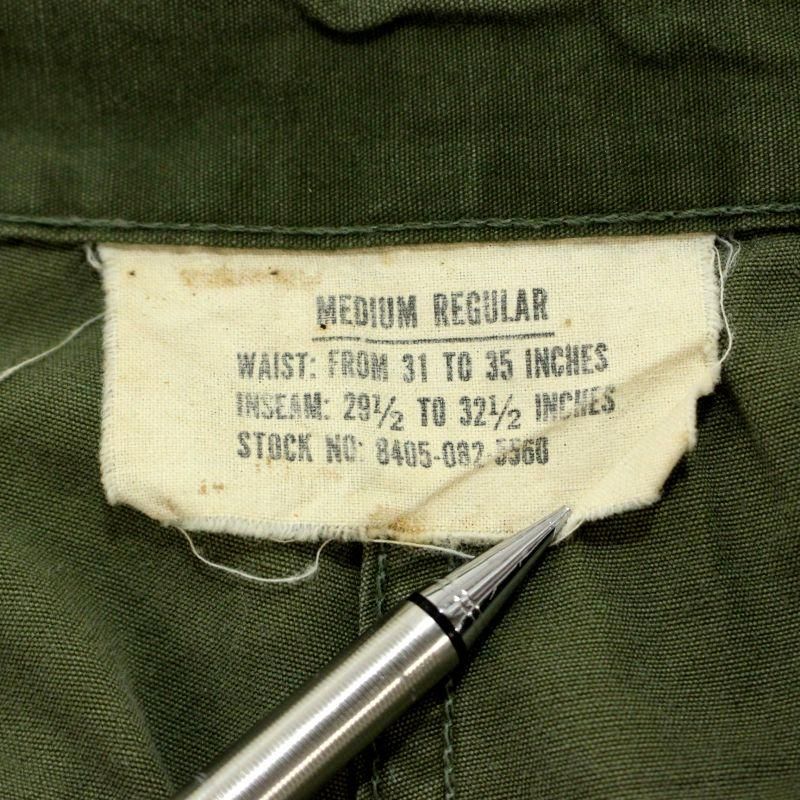 MEDIUM REGULAR
WAIST: FROM 31 TO 35 INCHES
INSEAM: 29½ TO 32½ INCHES
STOCK NO: 8405-082-5560